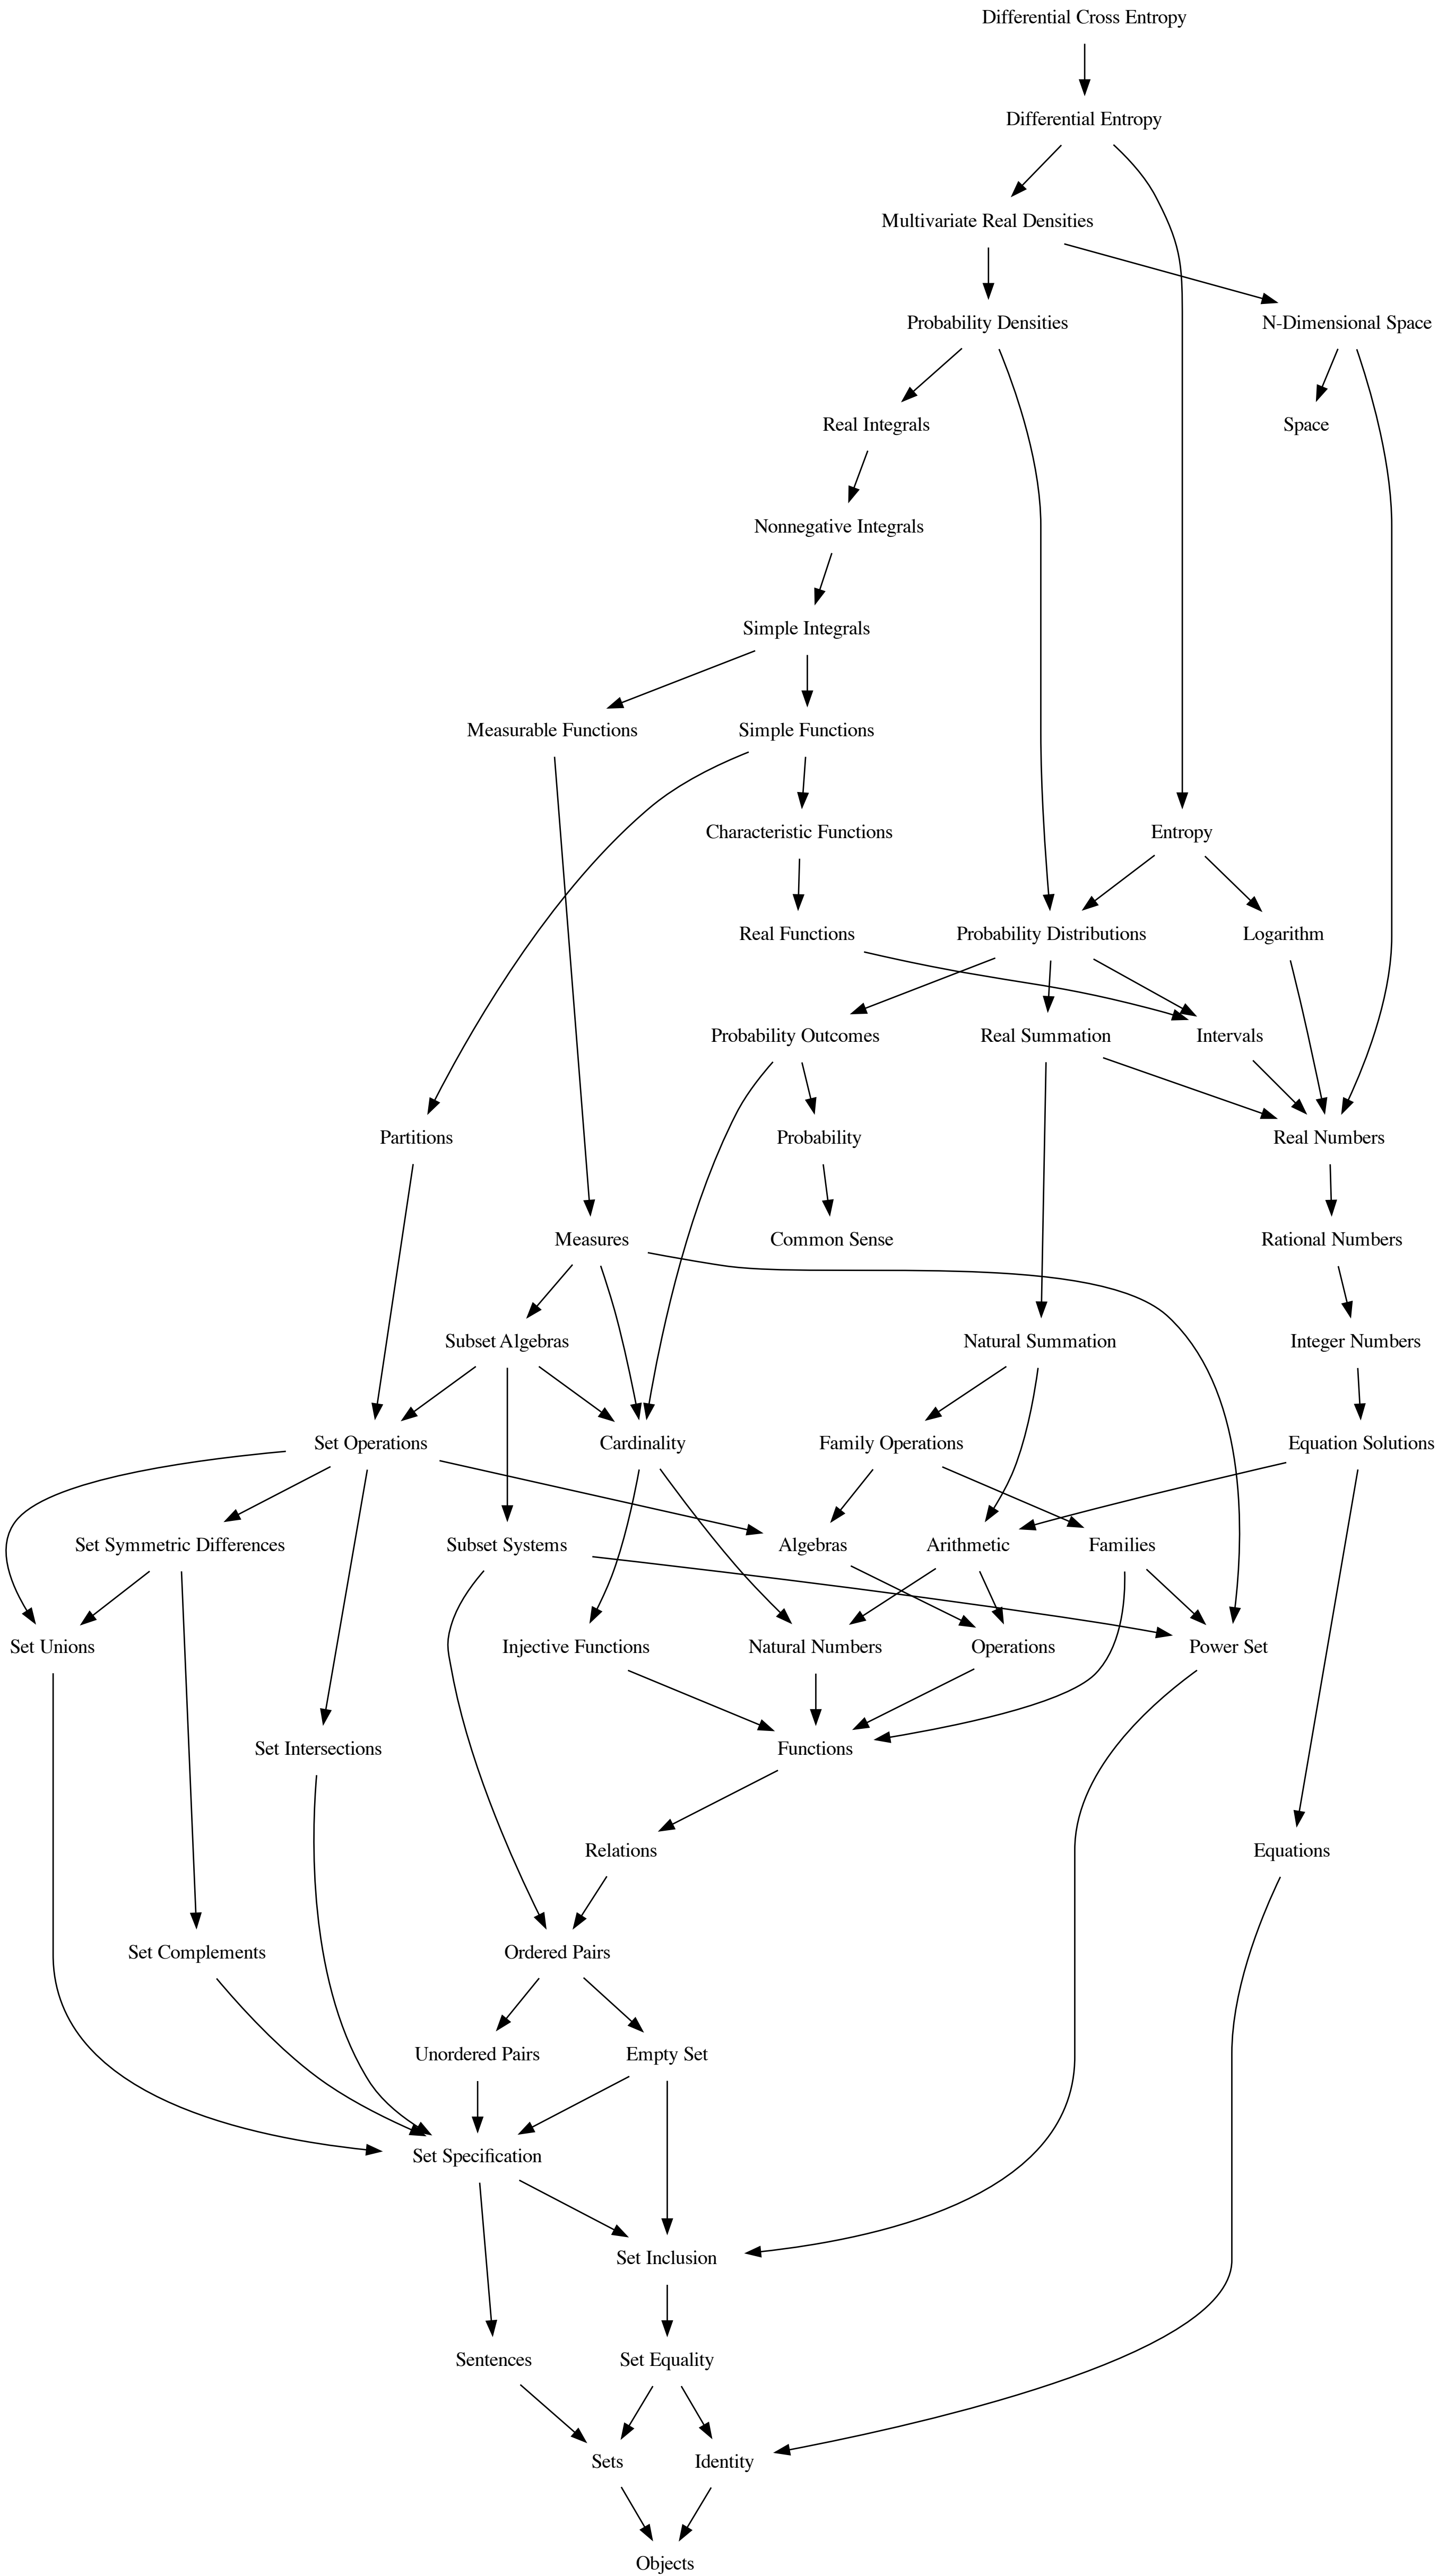 Differential Cross Entropy
Differential Entropy
Multivariate Real Densities
Probability Densities
N-Dimensional Space
Real Integrals
Space
Nonnegative Integrals
Simple Integrals
Measurable Functions
Simple Functions
Characteristic Functions
Entropy
Real Functions
Probability Distributions
Logarithm
Probability Outcomes
Real Summation
Intervals
Partitions
Probability
Real Numbers
Measures
Common Sense
Rational Numbers
Subset Algebras
Natural Summation
Integer Numbers
Set Operations
Cardinality
Family Operations
Equation Solutions
Set Symmetric Differences
Subset Systems
Algebras
Arithmetic
Families
Set Unions
Injective Functions
Natural Numbers
Operations
Power Set
Set Intersections
Functions
Relations
Equations
Set Complements
Ordered Pairs
Unordered Pairs
Empty Set
Set Specification
Set Inclusion
Sentences
Set Equality
Sets
Identity
Objects